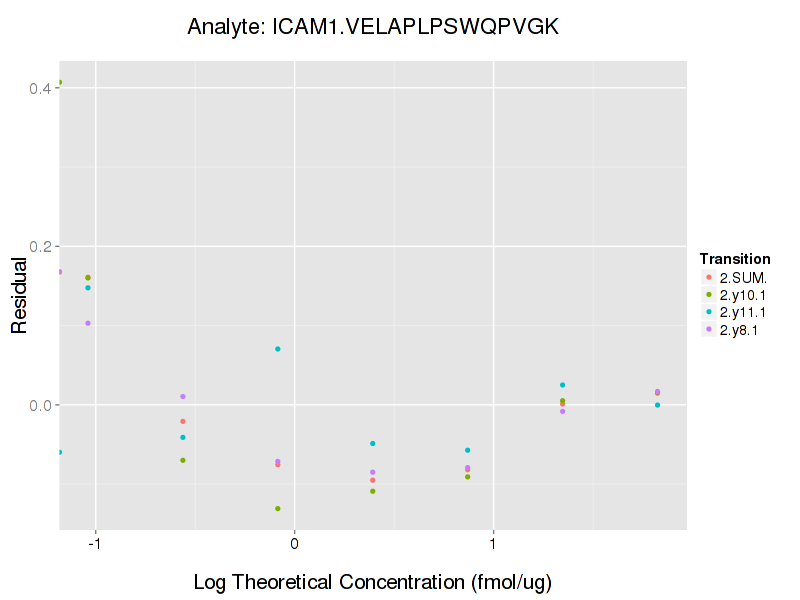 Analyte: ICAM1.VELAPLPSWQPVGK
0.4
0.2
0.0
Residual
-1
0
1
Log Theoretical Concentration (fmol/ug)
Transition
2.SUM.
2.y10.1
2.y11.1
2.y8.1